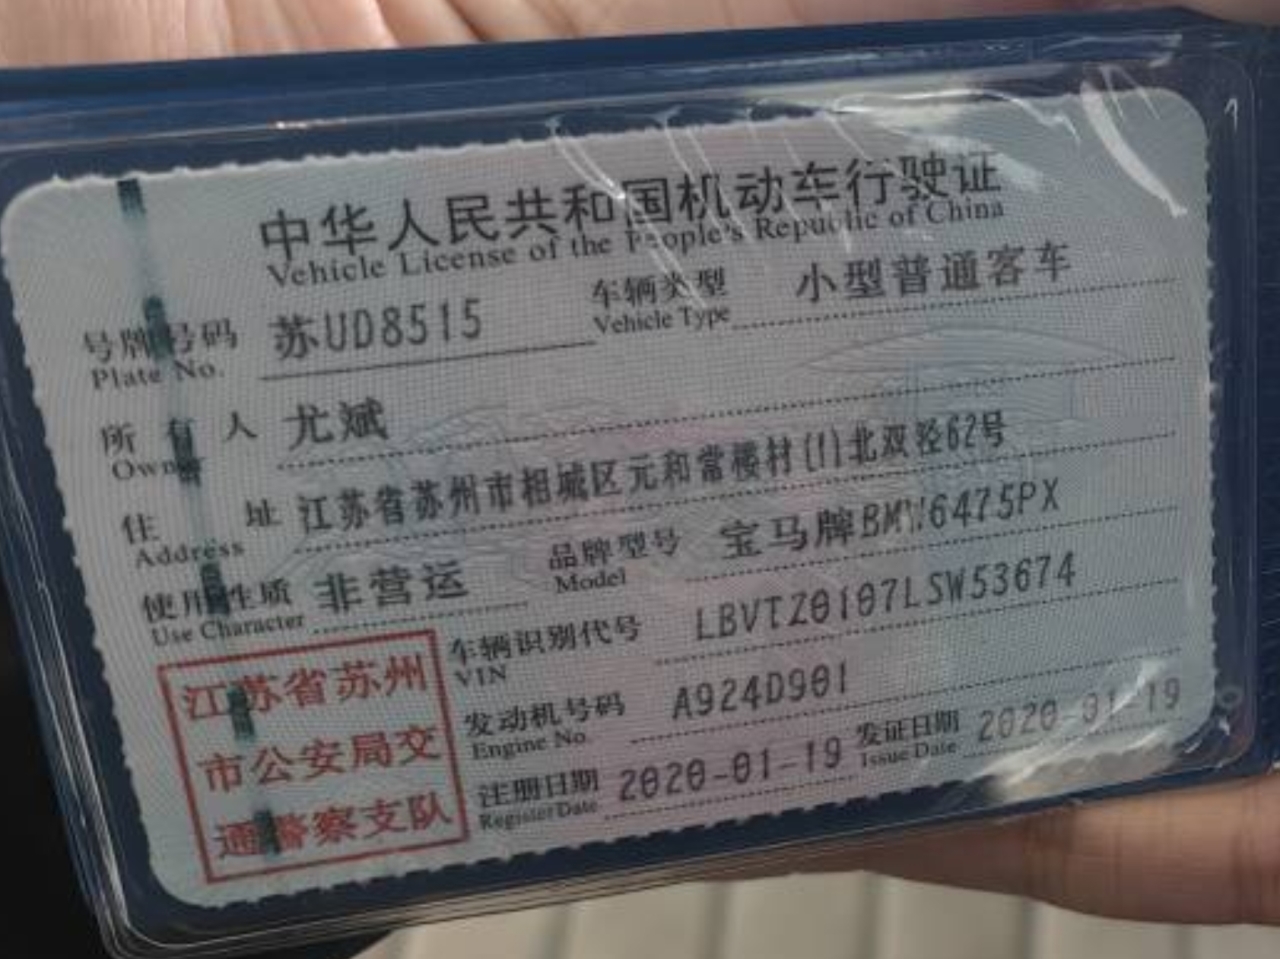 中华人民共和国机动车行驶证
Vehicle License of the People's Republic of China
号牌号码 苏UD8515 车辆类型 小型普通客车
Plate No. Vehicle Type
所有人 尤斌
Owner
住址 江苏省苏州市相城区元和常楼村(1)北双泾62号
Address
使用性质 非营运 品牌型号 宝马牌BMW6475PX
Use Character Model
车辆识别代号 LBVTZ0107LSW53674
VIN
发动机号码 A924D901
Engine No.
注册日期 2020-01-19 发证日期 2020-01-19
Register Date Issue Date
江苏省苏州
市公安局交
通警察支队